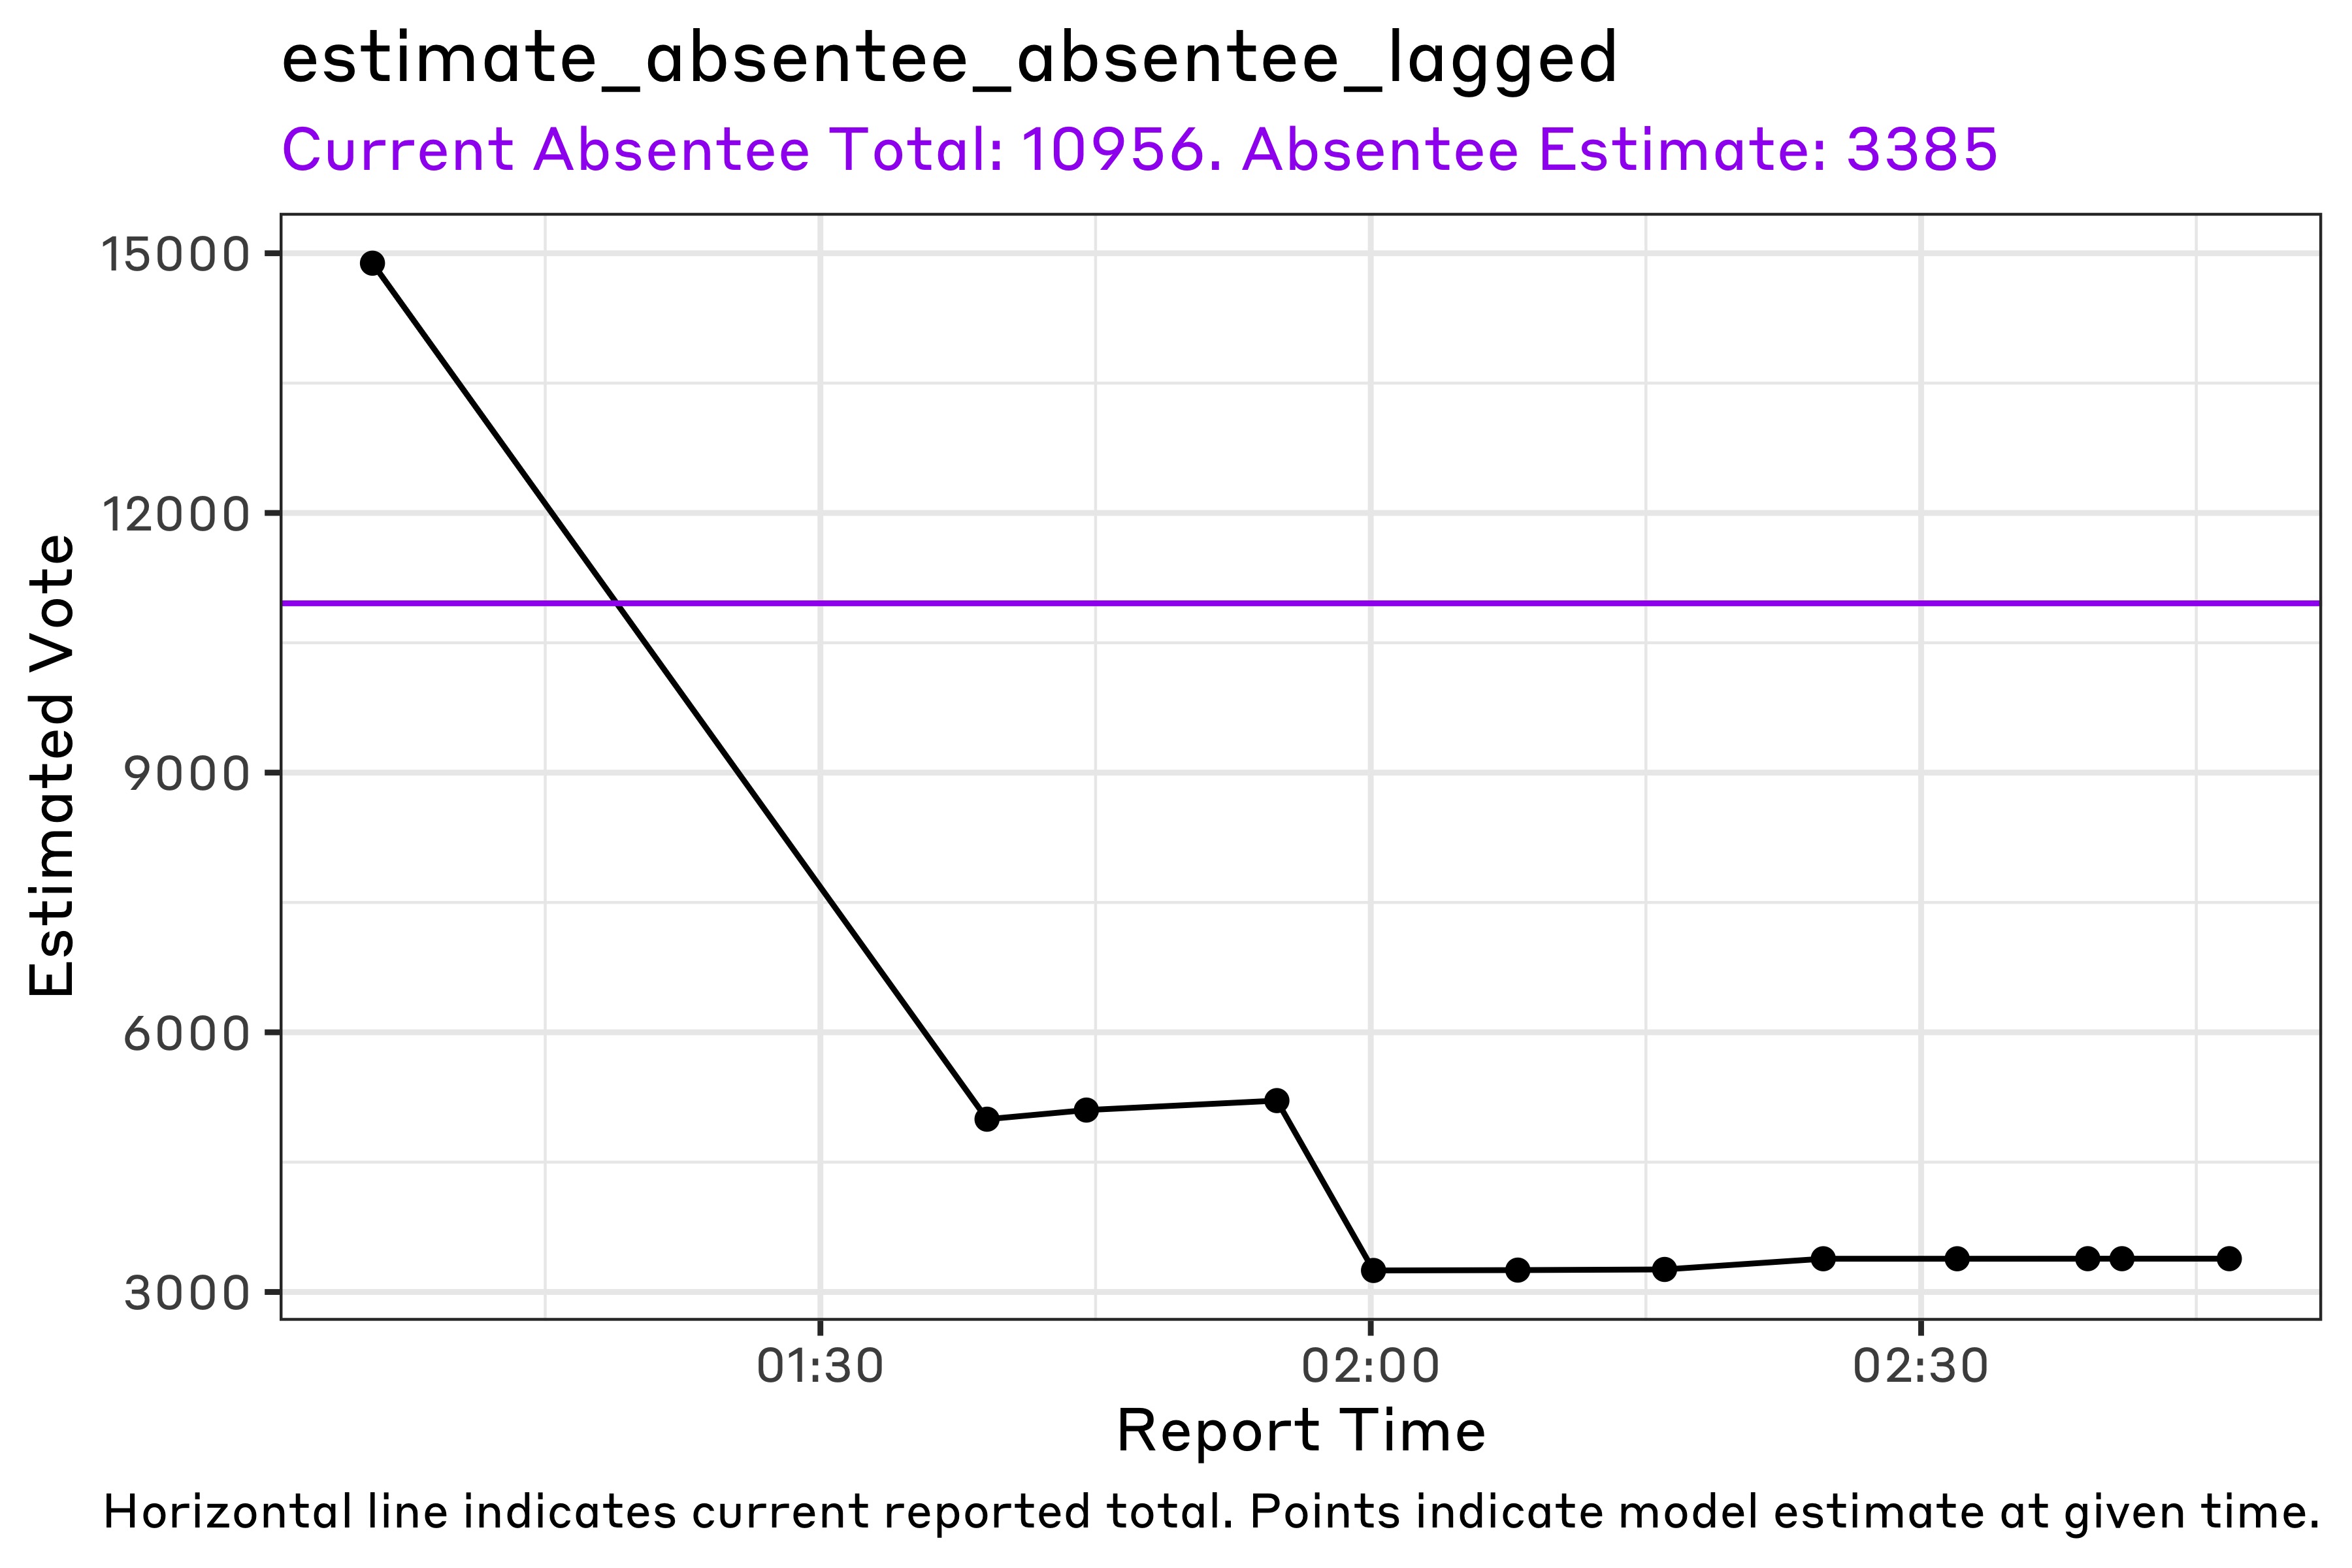 estimate_absentee_absentee_lagged
Current Absentee Total: 10956. Absentee Estimate: 3385
Estimated Vote
15000
12000
9000
6000
3000
01:30 02:00 02:30
Report Time
Horizontal line indicates current reported total. Points indicate model estimate at given time.